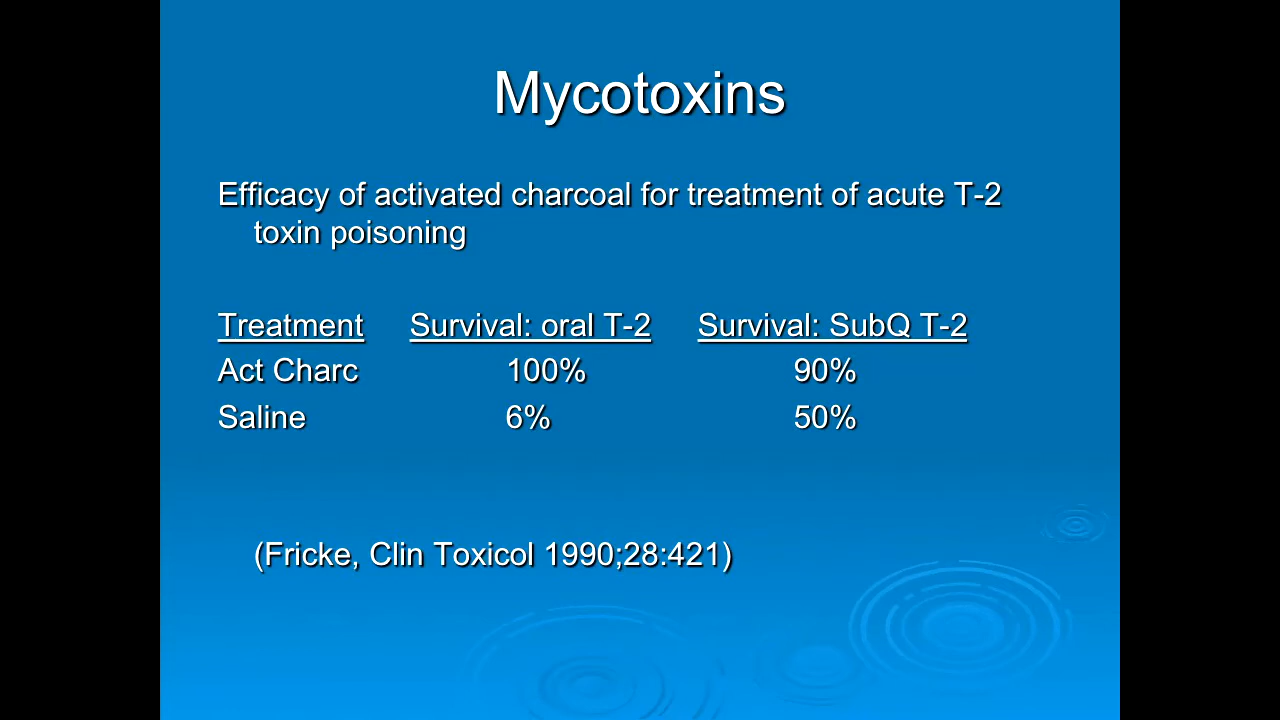 Mycotoxins
Efficacy of activated charcoal for treatment of acute T-2
toxin poisoning
Treatment Survival: oral T-2 Survival: SubQ T-2
Act Charc 100% 90%
Saline 6% 50%
(Fricke, Clin Toxicol 1990;28:421)